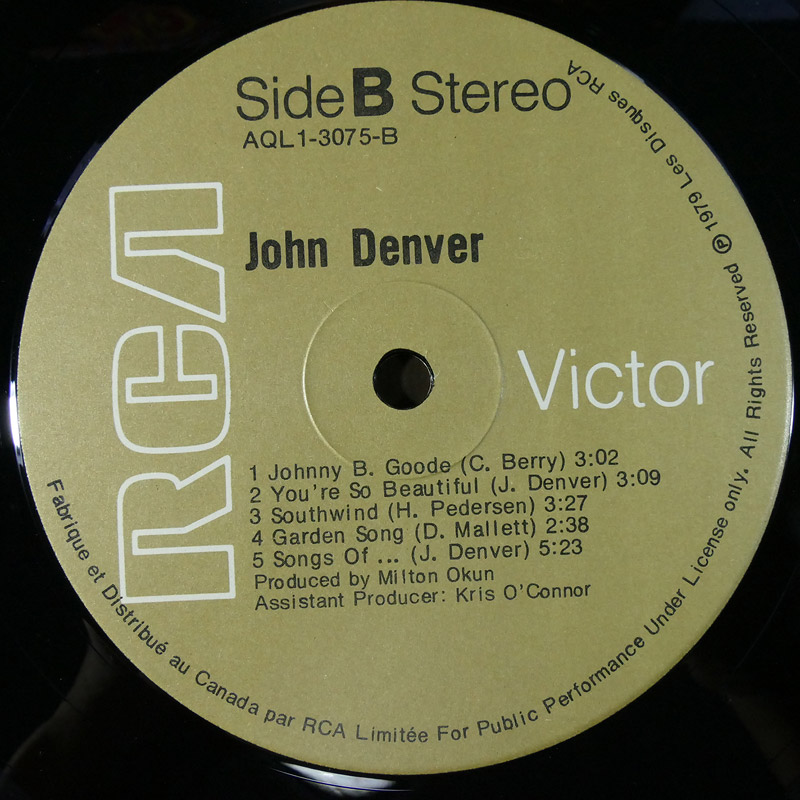 Side B Stereo
AQL1-3075-B
John Denver
RCA
Victor
1 Johnny B. Goode (C. Berry) 3:02
2 You're So Beautiful (J. Denver) 3:09
3 Southwind (H. Pedersen) 3:27
4 Garden Song (D. Mallett) 2:38
5 Songs Of ... (J. Denver) 5:23
Produced by Milton Okun
Assistant Producer: Kris O'Connor
Fabrique et Distribué au Canada par RCA Limitée For Public Performance Under License only. All Rights Reserved ℗ 1979 Les Disques RCA